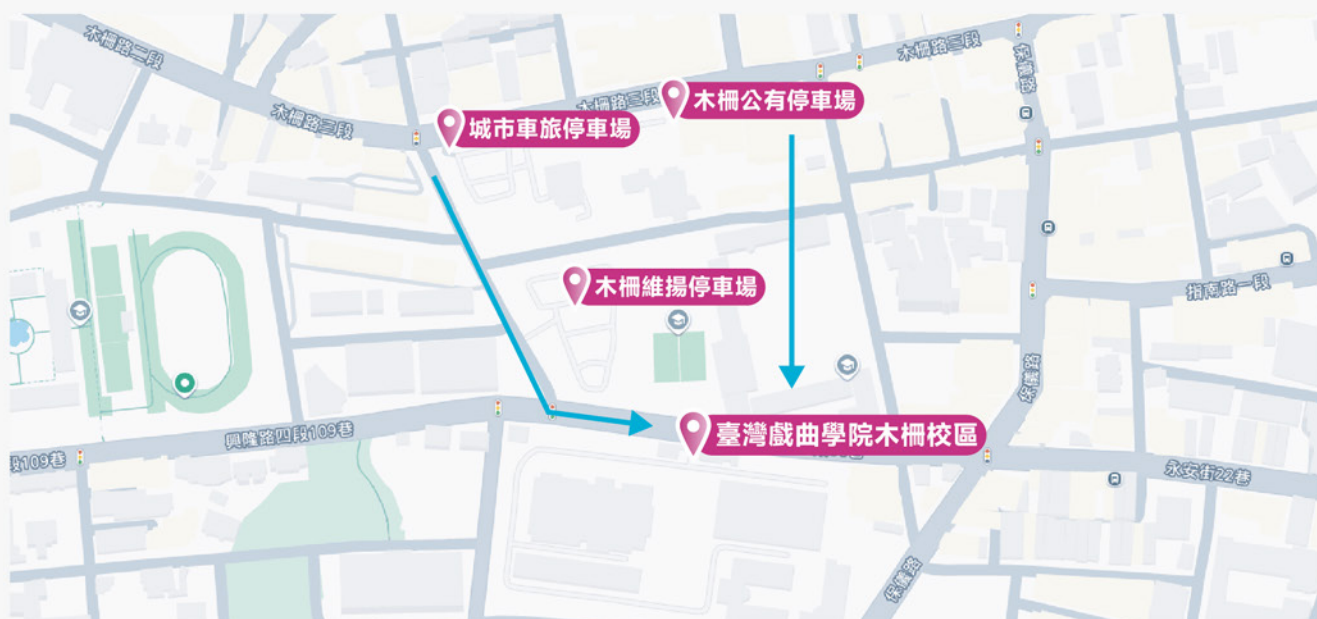 木柵路二段
木柵路三段
木柵路三段
木柵路三段
保儀路
木柵公有停車場
城市車旅停車場
木柵維揚停車場
指南路一段
保儀路
臺灣戲曲學院木柵校區
興隆路四段109巷
段109巷
永安街22巷
保儀路